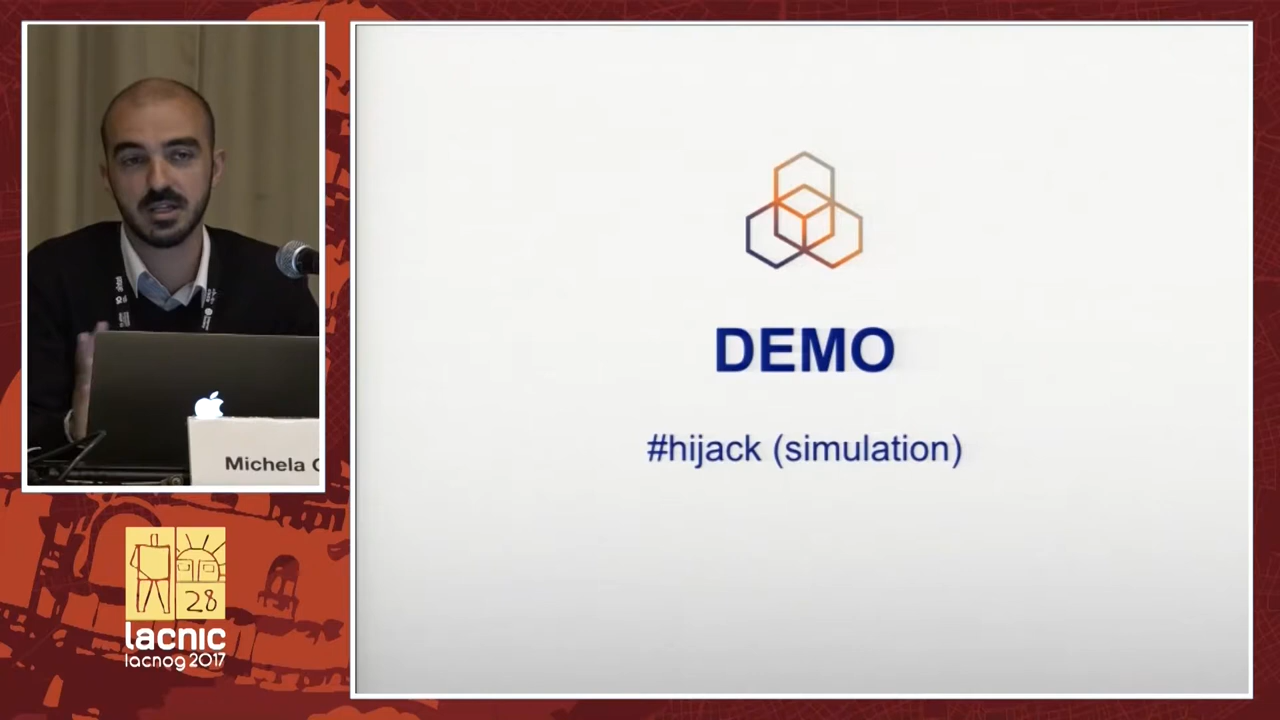 DEMO
#hijack (simulation)
Michela
28
lacnic
lacnog 2017